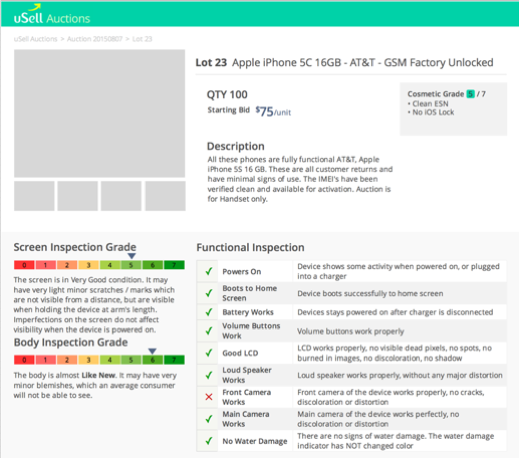 uSell Auctions
uSell Auctions > Auction 20150807 > Lot 23
Lot 23 Apple iPhone 5C 16GB - AT&T - GSM Factory Unlocked
QTY 100
Starting Bid $75/unit
Cosmetic Grade 5 / 7
• Clean ESN
• No iOS Lock
Description
All these phones are fully functional AT&T, Apple
iPhone 5S 16 GB. These are all customer returns and
have minimal signs of use. The IMEI's have been
verified clean and available for activation. Auction is
for Handset only.
Screen Inspection Grade
0 1 2 3 4 5 6 7
The screen is in Very Good condition. It may
have very light minor scratches / marks which
are not visible from a distance, but are visible
when holding the device at arm's length.
Imperfections on the screen do not affect
visibility when the device is powered on.
Body Inspection Grade
0 1 2 3 4 5 6 7
The body is almost Like New. It may have very
minor blemishes, which an average consumer
will not be able to see.
Functional Inspection
Powers On
Device shows some activity when powered on, or plugged
into a charger
Boots to Home
Screen
Device boots successfully to home screen
Battery Works
Devices stays powered on after charger is disconnected
Volume Buttons
Work
Volume buttons work properly
Good LCD
LCD works properly, no visible dead pixels, no spots, no
burned in images, no discoloration, no shadow
Loud Speaker
Works
Loud speaker works properly, without any major distortion
Front Camera
Works
Front camera of the device works properly, no cracks,
discoloration or distortion
Main Camera
Works
Main camera of the device works perfectly, no
discoloration or distortion
No Water Damage
There are no signs of water damage. The water damage
indicator has NOT changed color